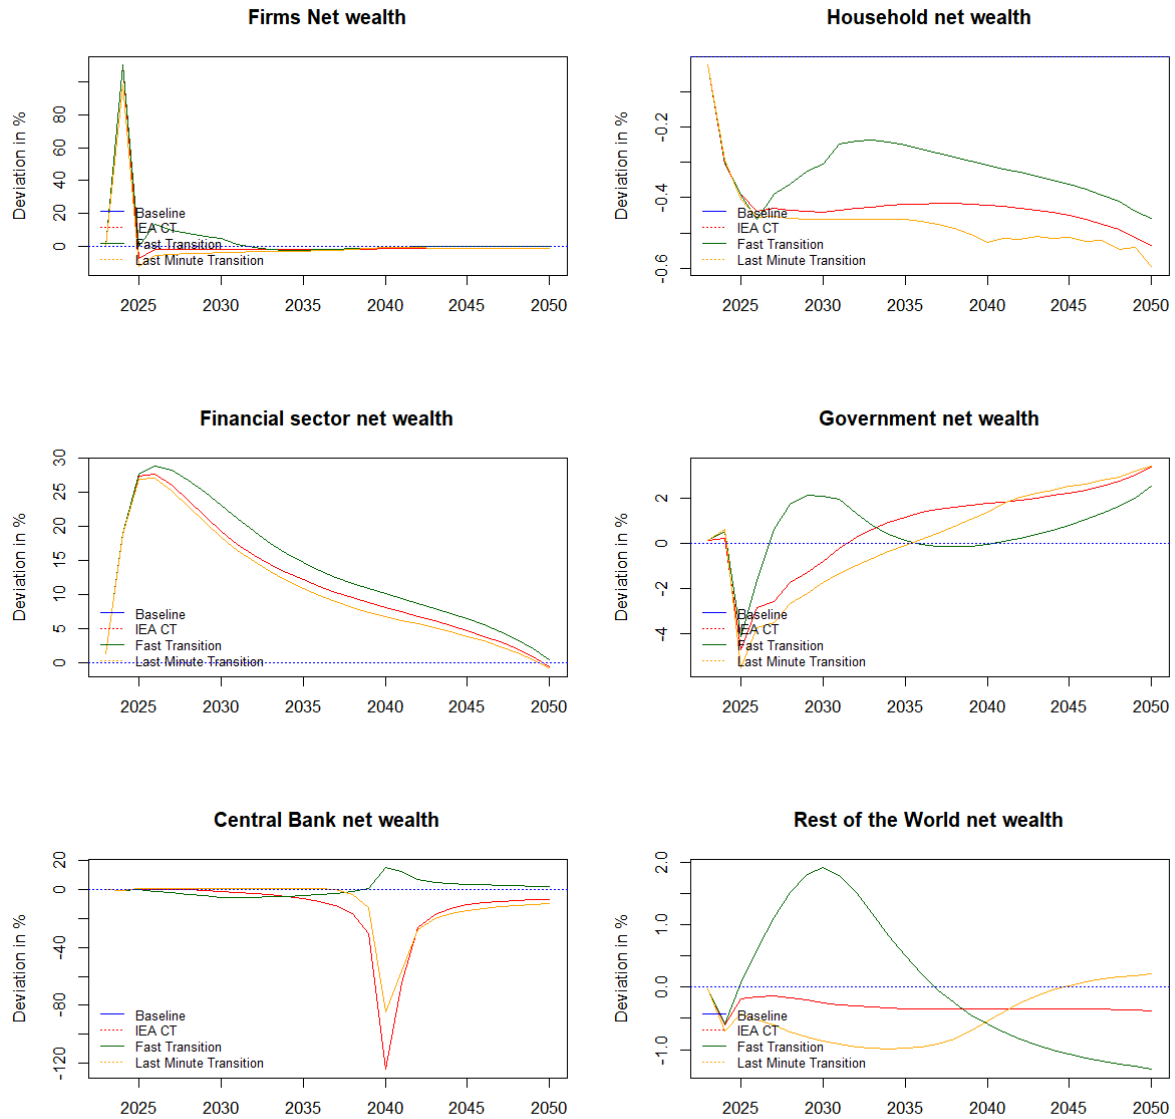 Firms Net wealth
Deviation in %
0 20 40 60 80
Baseline
IEA CT
Fast Transition
Last Minute Transition
2025 2030 2035 2040 2045 2050
Household net wealth
Deviation in %
-0.6 -0.4 -0.2
Baseline
IEA CT
Fast Transition
Last Minute Transition
2025 2030 2035 2040 2045 2050
Financial sector net wealth
Deviation in %
0 5 10 15 20 25 30
Baseline
IEA CT
Fast Transition
Last Minute Transition
2025 2030 2035 2040 2045 2050
Government net wealth
Deviation in %
-4 -2 0 2
Baseline
IEA CT
Fast Transition
Last Minute Transition
2025 2030 2035 2040 2045 2050
Central Bank net wealth
Deviation in %
-120 -80 -40 0 20
Baseline
IEA CT
Fast Transition
Last Minute Transition
2025 2030 2035 2040 2045 2050
Rest of the World net wealth
Deviation in %
-1.0 0.0 1.0 2.0
Baseline
IEA CT
Fast Transition
Last Minute Transition
2025 2030 2035 2040 2045 2050